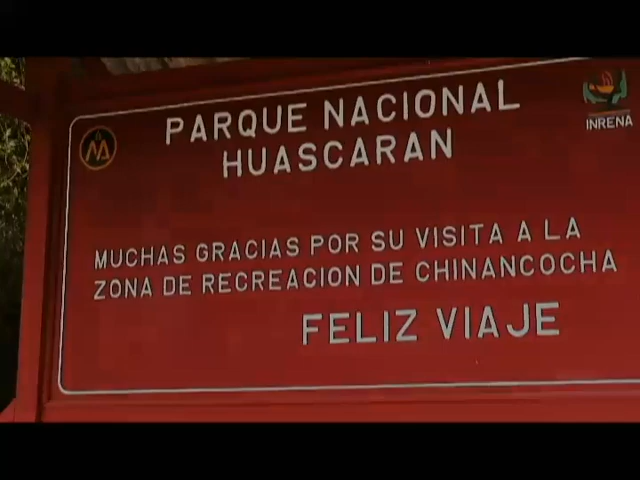 PARQUE NACIONAL
HUASCARAN
INRENA
MUCHAS GRACIAS POR SU VISITA A LA
ZONA DE RECREACION DE CHINANCOCHA
FELIZ VIAJE